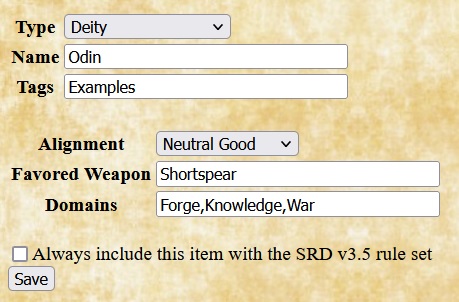 Type Deity
Name Odin
Tags Examples
Alignment Neutral Good
Favored Weapon Shortspear
Domains Forge,Knowledge,War
Always include this item with the SRD v3.5 rule set
Save